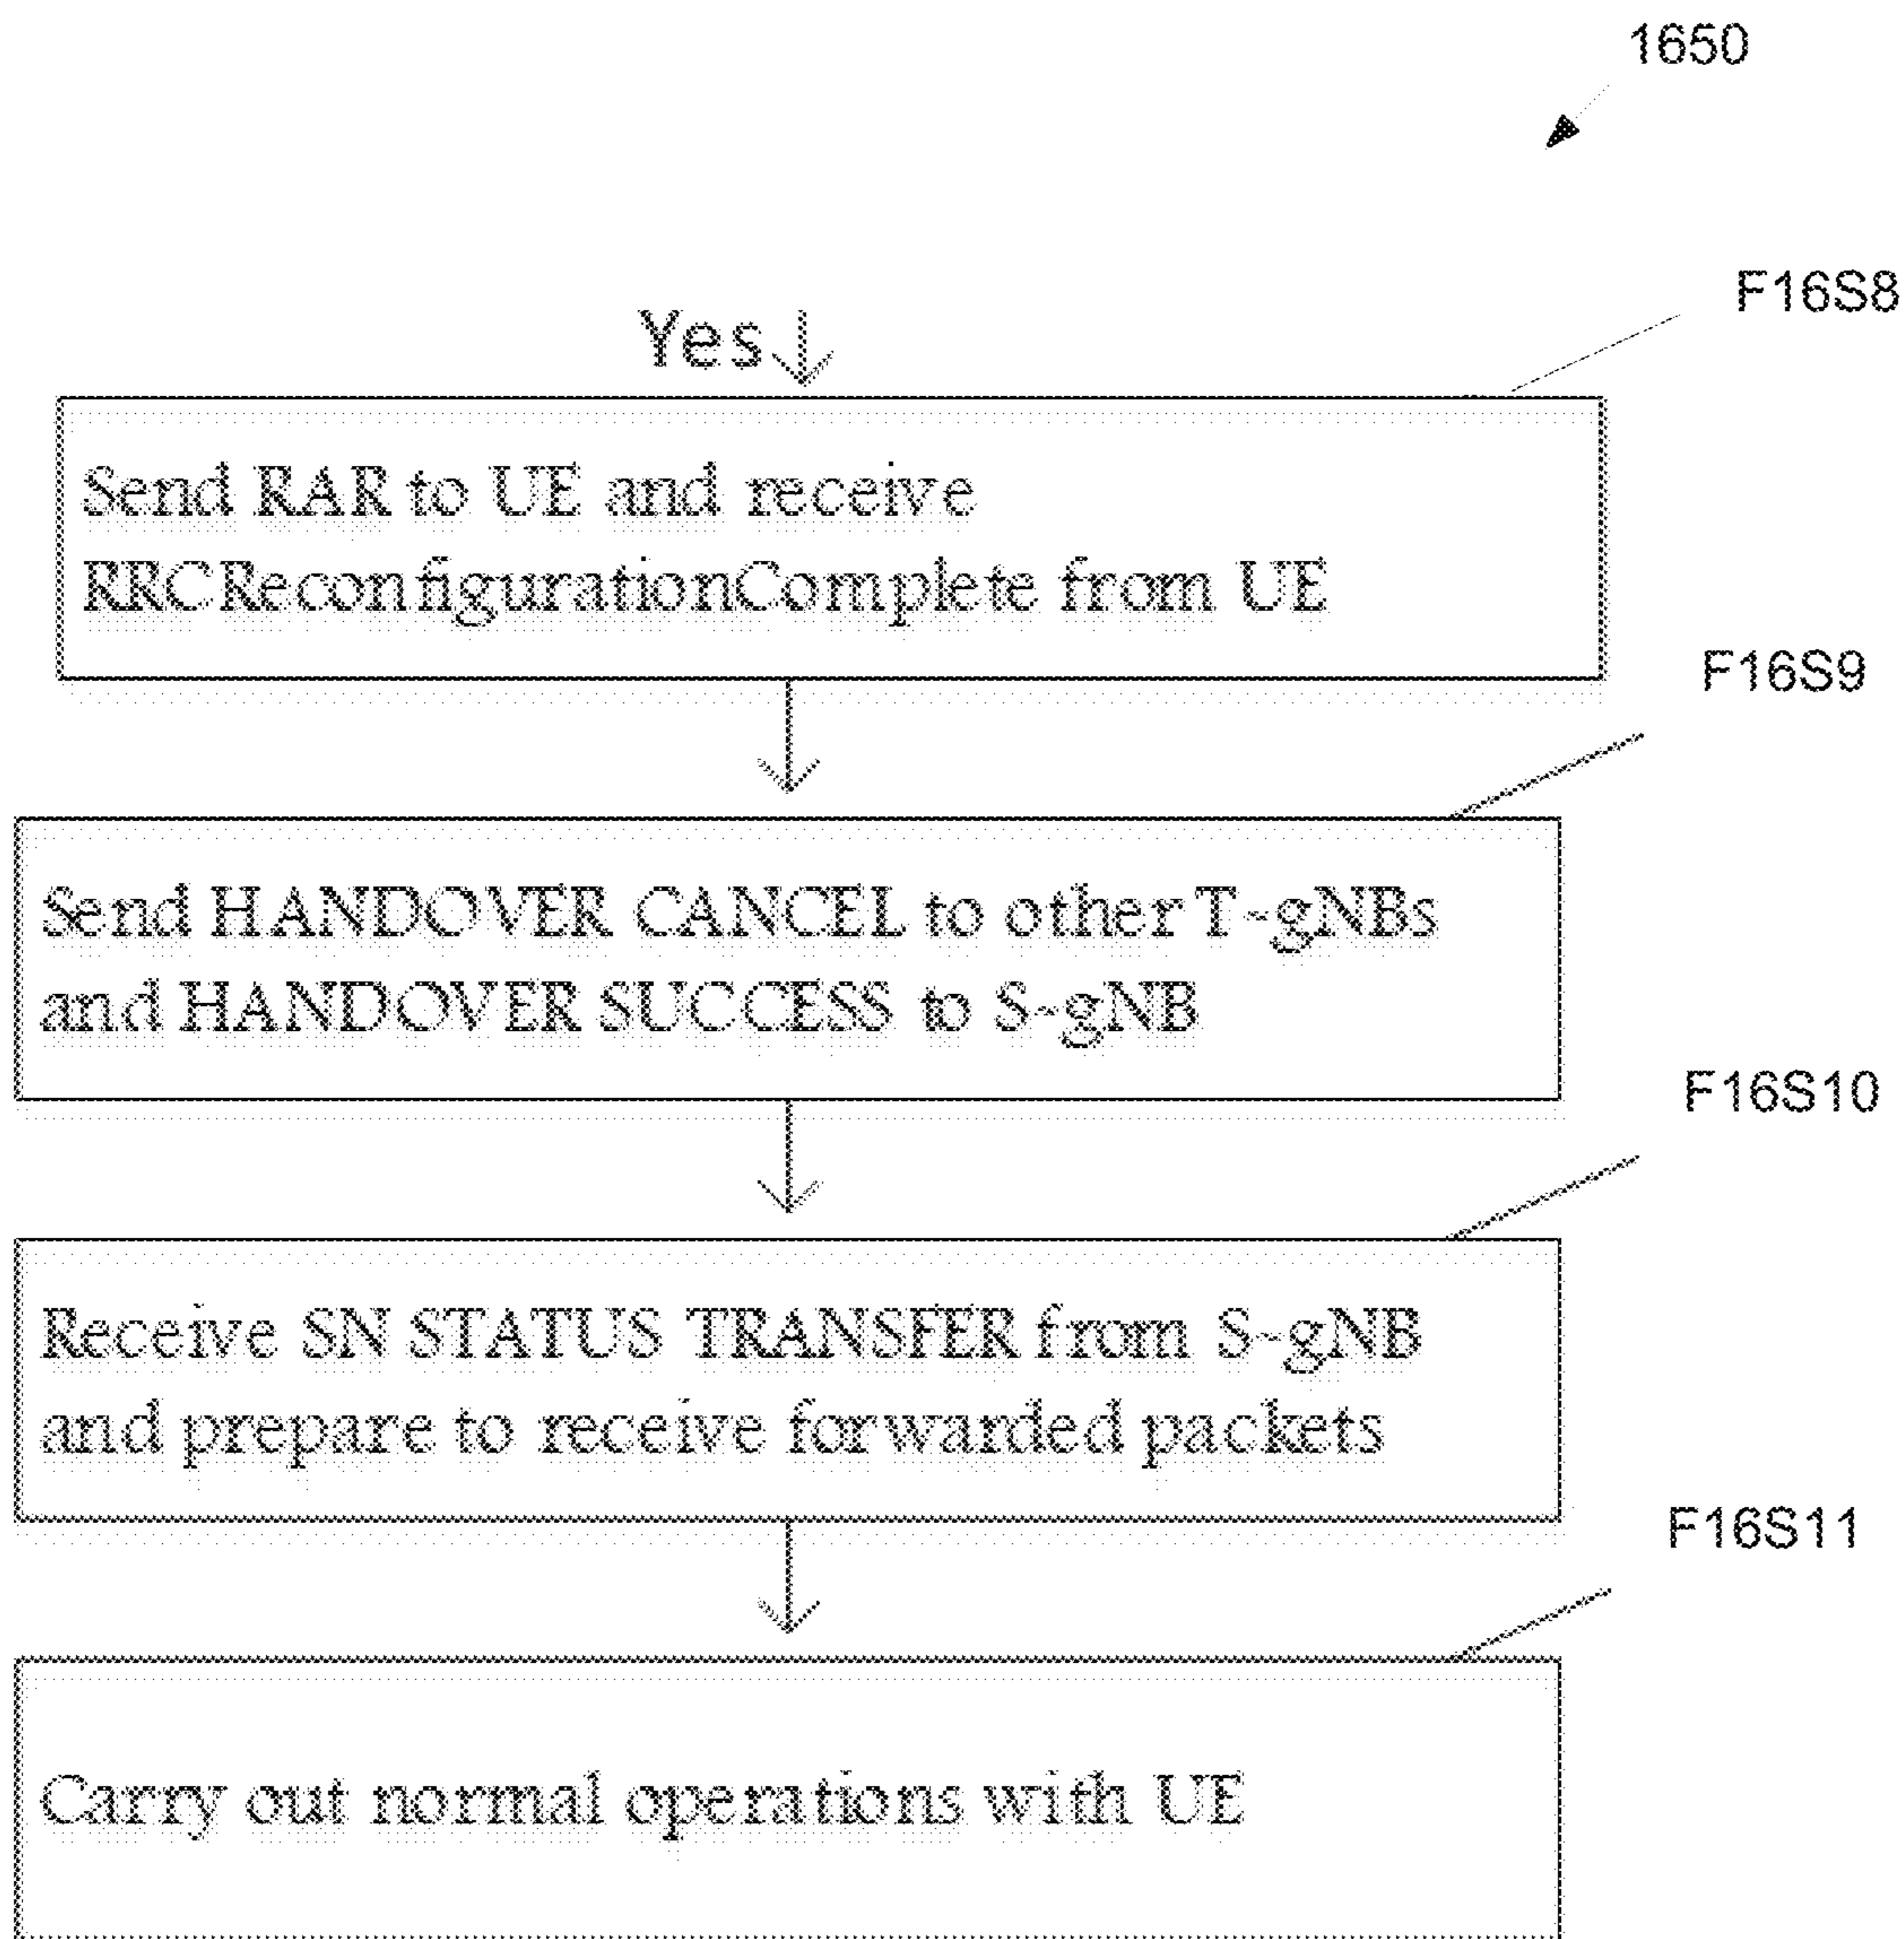 1650
F16S8
Yes
Send RAR to UE and receive
RRCReconfigurationComplete from UE
F16S9
Send HANDOVER CANCEL to other T-gNBs
and HANDOVER SUCCESS to S-gNB
F16S10
Receive SN STATUS TRANSFER from S-gNB
and prepare to receive forwarded packets
F16S11
Carry out normal operations with UE